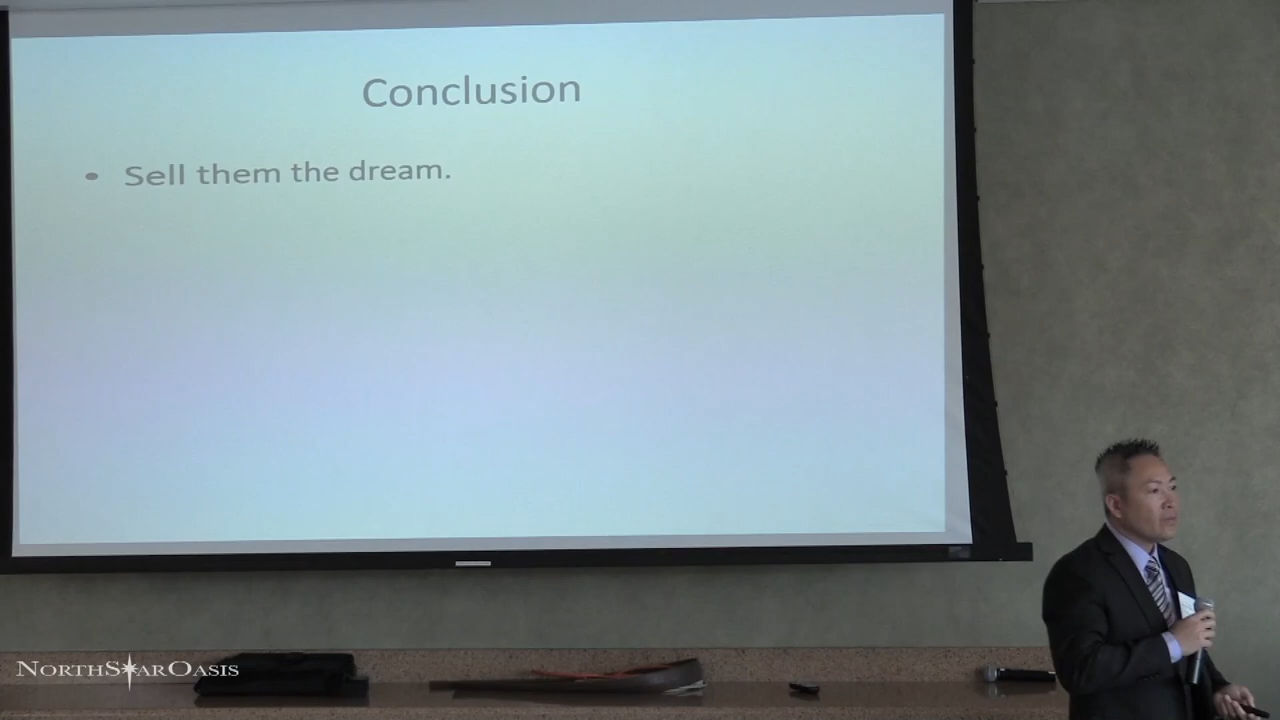 Conclusion
• Sell them the dream.
NORTHSTAROASIS